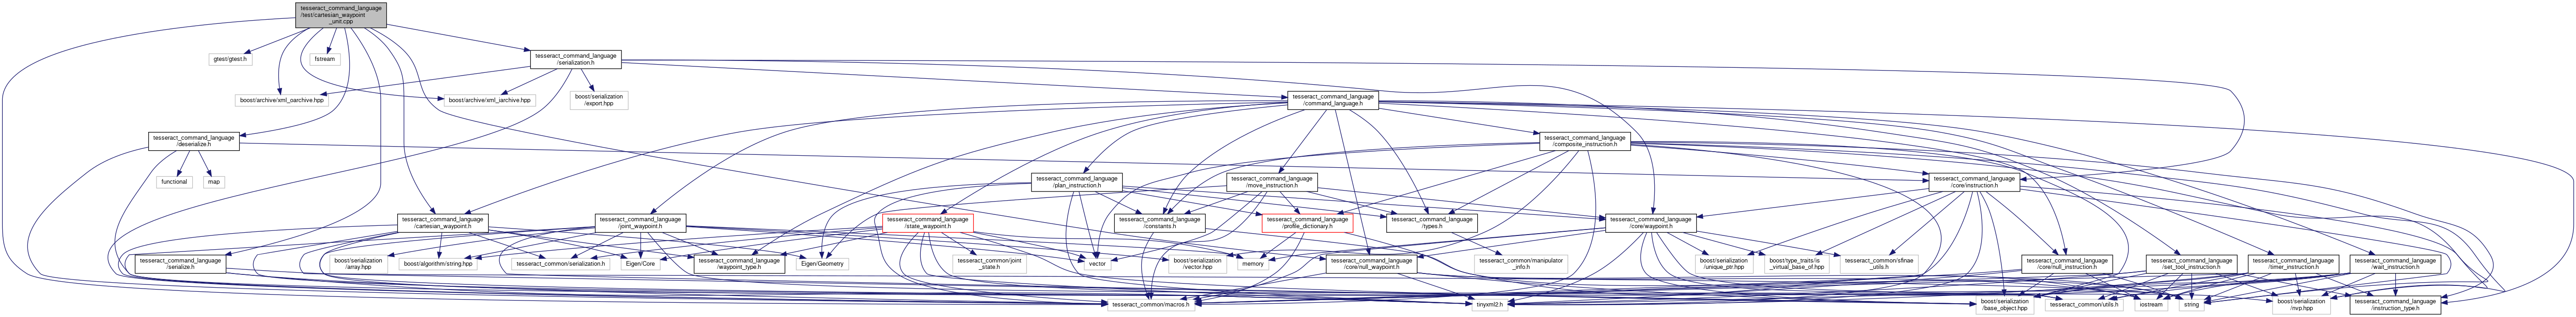 tesseract_command_language
/test/cartesian_waypoint
_unit.cpp
gtest/gtest.h
fstream
tesseract_command_language
/serialization.h
boost/archive/xml_oarchive.hpp
boost/archive/xml_iarchive.hpp
boost/serialization
/export.hpp
tesseract_command_language
/command_language.h
tesseract_command_language
/deserialize.h
tesseract_command_language
/composite_instruction.h
functional
map
tesseract_command_language
/plan_instruction.h
tesseract_command_language
/move_instruction.h
tesseract_command_language
/core/instruction.h
tesseract_command_language
/cartesian_waypoint.h
tesseract_command_language
/joint_waypoint.h
tesseract_command_language
/state_waypoint.h
tesseract_command_language
/constants.h
tesseract_command_language
/profile_dictionary.h
tesseract_command_language
/types.h
tesseract_command_language
/core/waypoint.h
tesseract_command_language
/serialize.h
boost/serialization
/array.hpp
boost/algorithm/string.hpp
tesseract_common/serialization.h
Eigen/Core
tesseract_command_language
/waypoint_type.h
Eigen/Geometry
tesseract_common/joint
_state.h
vector
boost/serialization
/vector.hpp
memory
tesseract_command_language
/core/null_waypoint.h
tesseract_common/manipulator
_info.h
boost/serialization
/unique_ptr.hpp
boost/type_traits/is
_virtual_base_of.hpp
tesseract_common/sfinae
_utils.h
tesseract_command_language
/core/null_instruction.h
tesseract_command_language
/set_tool_instruction.h
tesseract_command_language
/timer_instruction.h
tesseract_command_language
/wait_instruction.h
tesseract_common/macros.h
tinyxml2.h
boost/serialization
/base_object.hpp
tesseract_common/utils.h
iostream
string
boost/serialization
/nvp.hpp
tesseract_command_language
/instruction_type.h